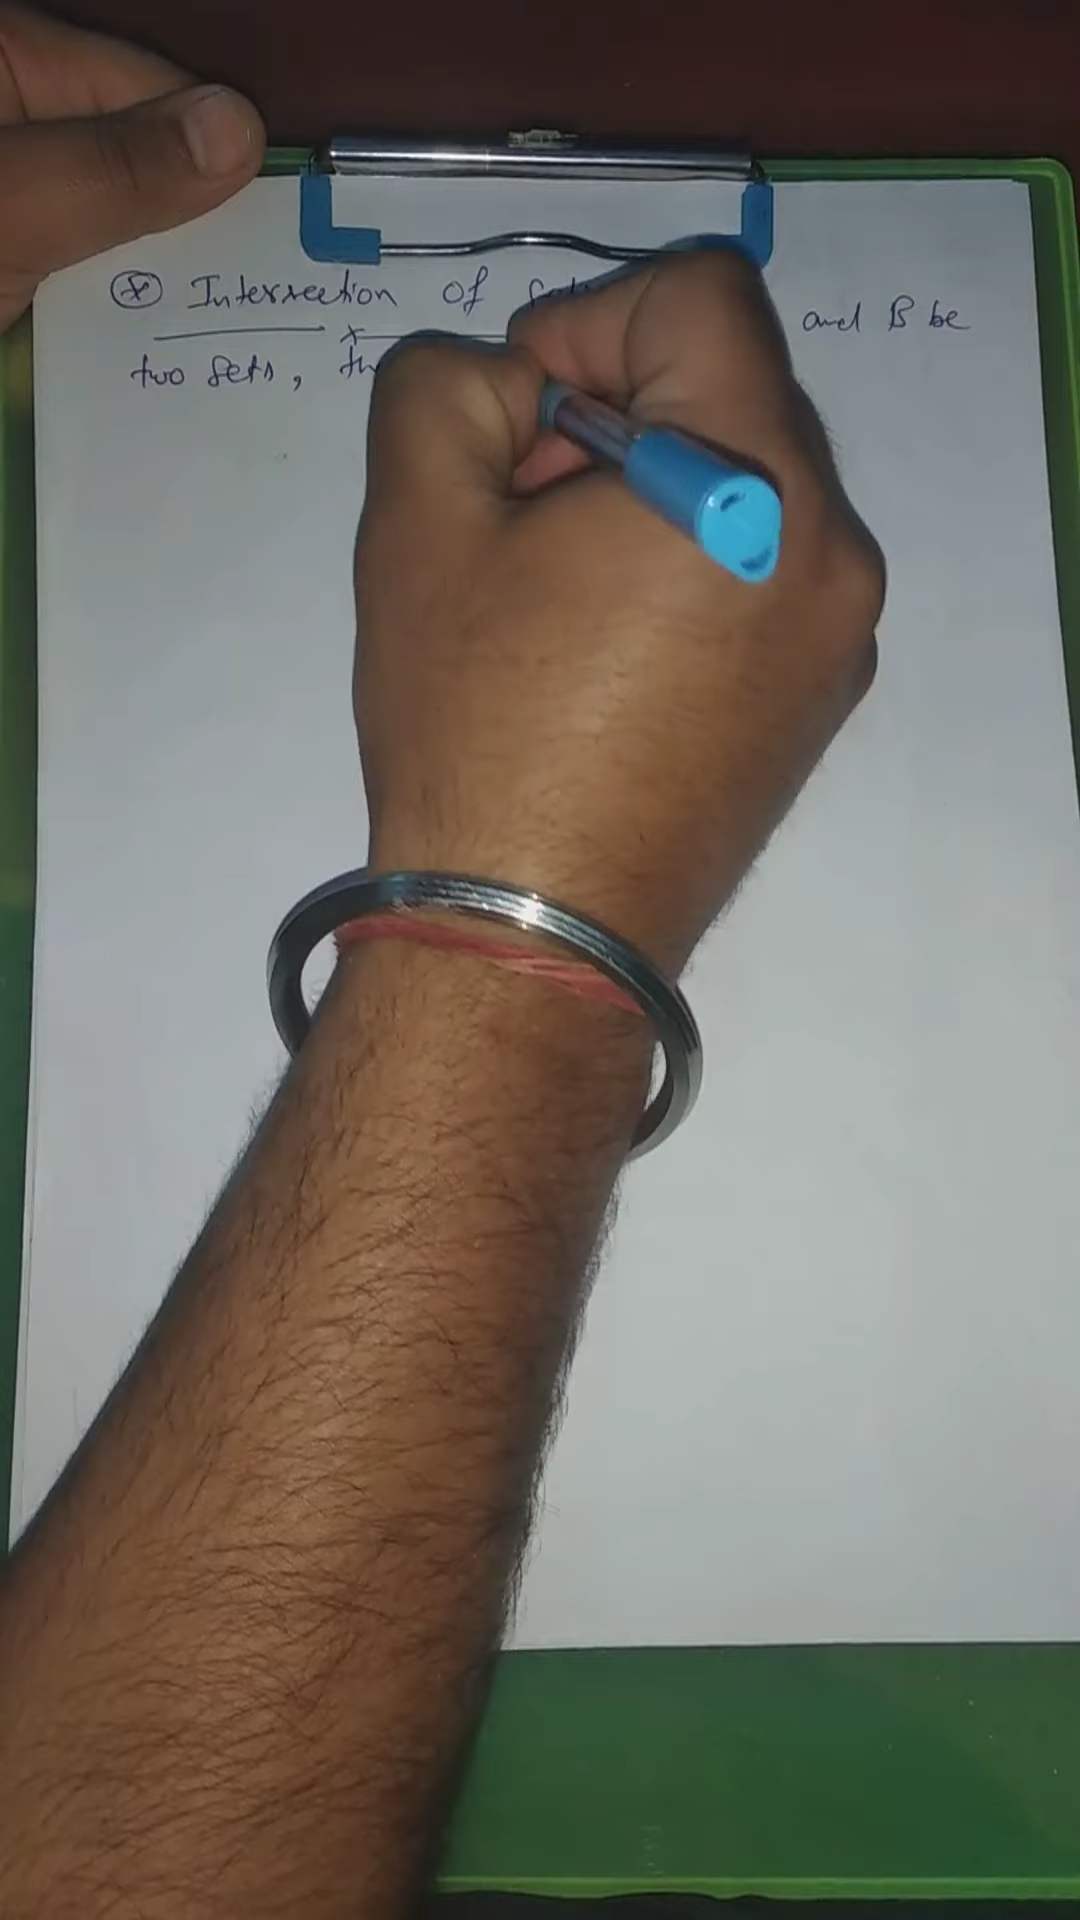 Intersection Of
and B be
two sets,